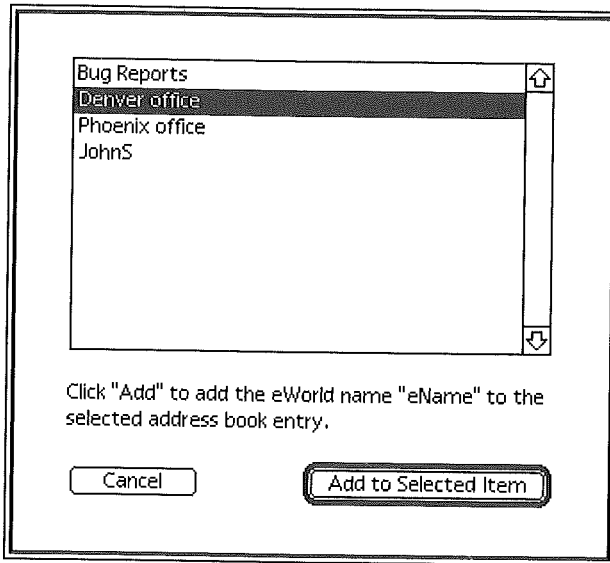 Bug Reports
Denver office
Phoenix office
JohnS
Click "Add" to add the eWorld name "eName" to the
selected address book entry.
Cancel
Add to Selected Item